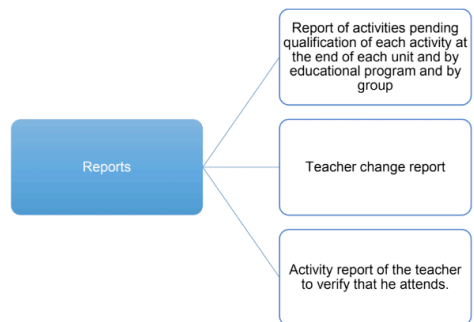 Report of activities pending
qualification of each activity at
the end of each unit and by
educational program and by
group
Reports
Teacher change report
Activity report of the teacher
to verify that he attends.